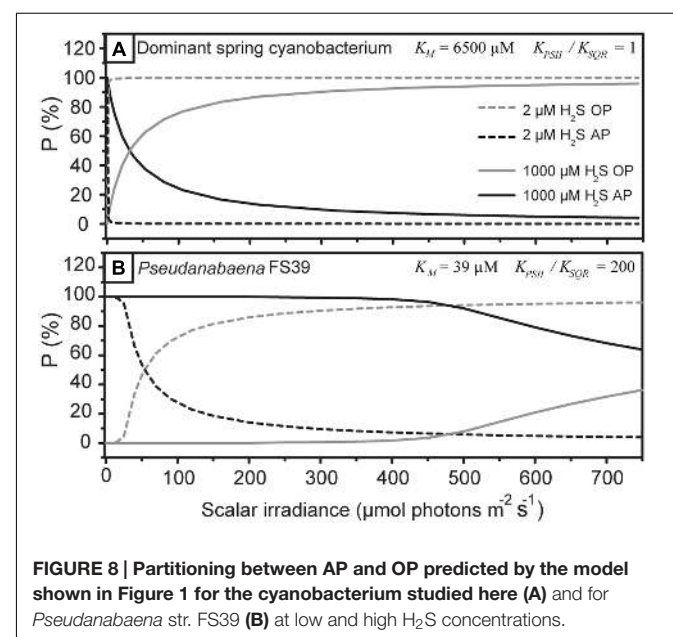 A Dominant spring cyanobacterium K_M = 6500 µM K_PSII / K_SQR = 1
120
100
80
60
40
20
0
P (%)
2 µM H₂S OP
2 µM H₂S AP
1000 µM H₂S OP
1000 µM H₂S AP
B Pseudanabaena FS39 K_M = 39 µM K_PSII / K_SQR = 200
120
100
80
60
40
20
0
P (%)
0 100 200 300 400 500 600 700
Scalar irradiance (µmol photons m⁻² s⁻¹)
FIGURE 8 | Partitioning between AP and OP predicted by the model
shown in Figure 1 for the cyanobacterium studied here (A) and for
Pseudanabaena str. FS39 (B) at low and high H₂S concentrations.